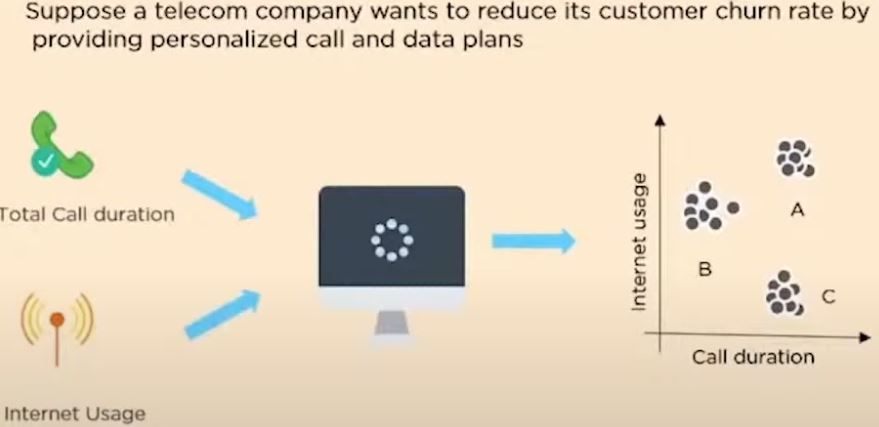 Suppose a telecom company wants to reduce its customer churn rate by
providing personalized call and data plans
Total Call duration
Internet Usage
Internet usage
A
B
C
Call duration